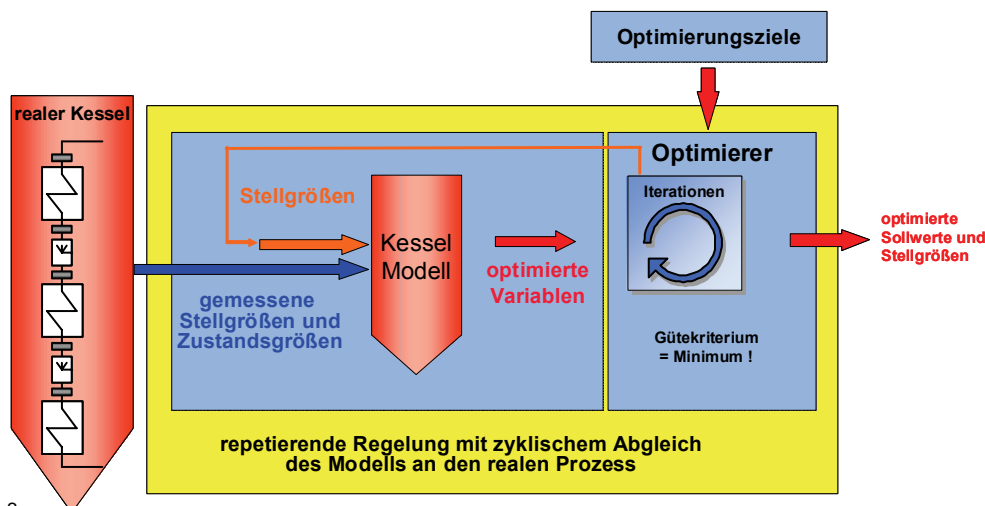 Optimierungsziele
realer Kessel
Optimierer
Stellgrößen
Iterationen
Kessel
Modell
optimierte
Variablen
optimierte
Sollwerte und
Stellgrößen
gemessene
Stellgrößen und
Zustandsgrößen
Gütekriterium
= Minimum !
repetierende Regelung mit zyklischem Abgleich
des Modells an den realen Prozess